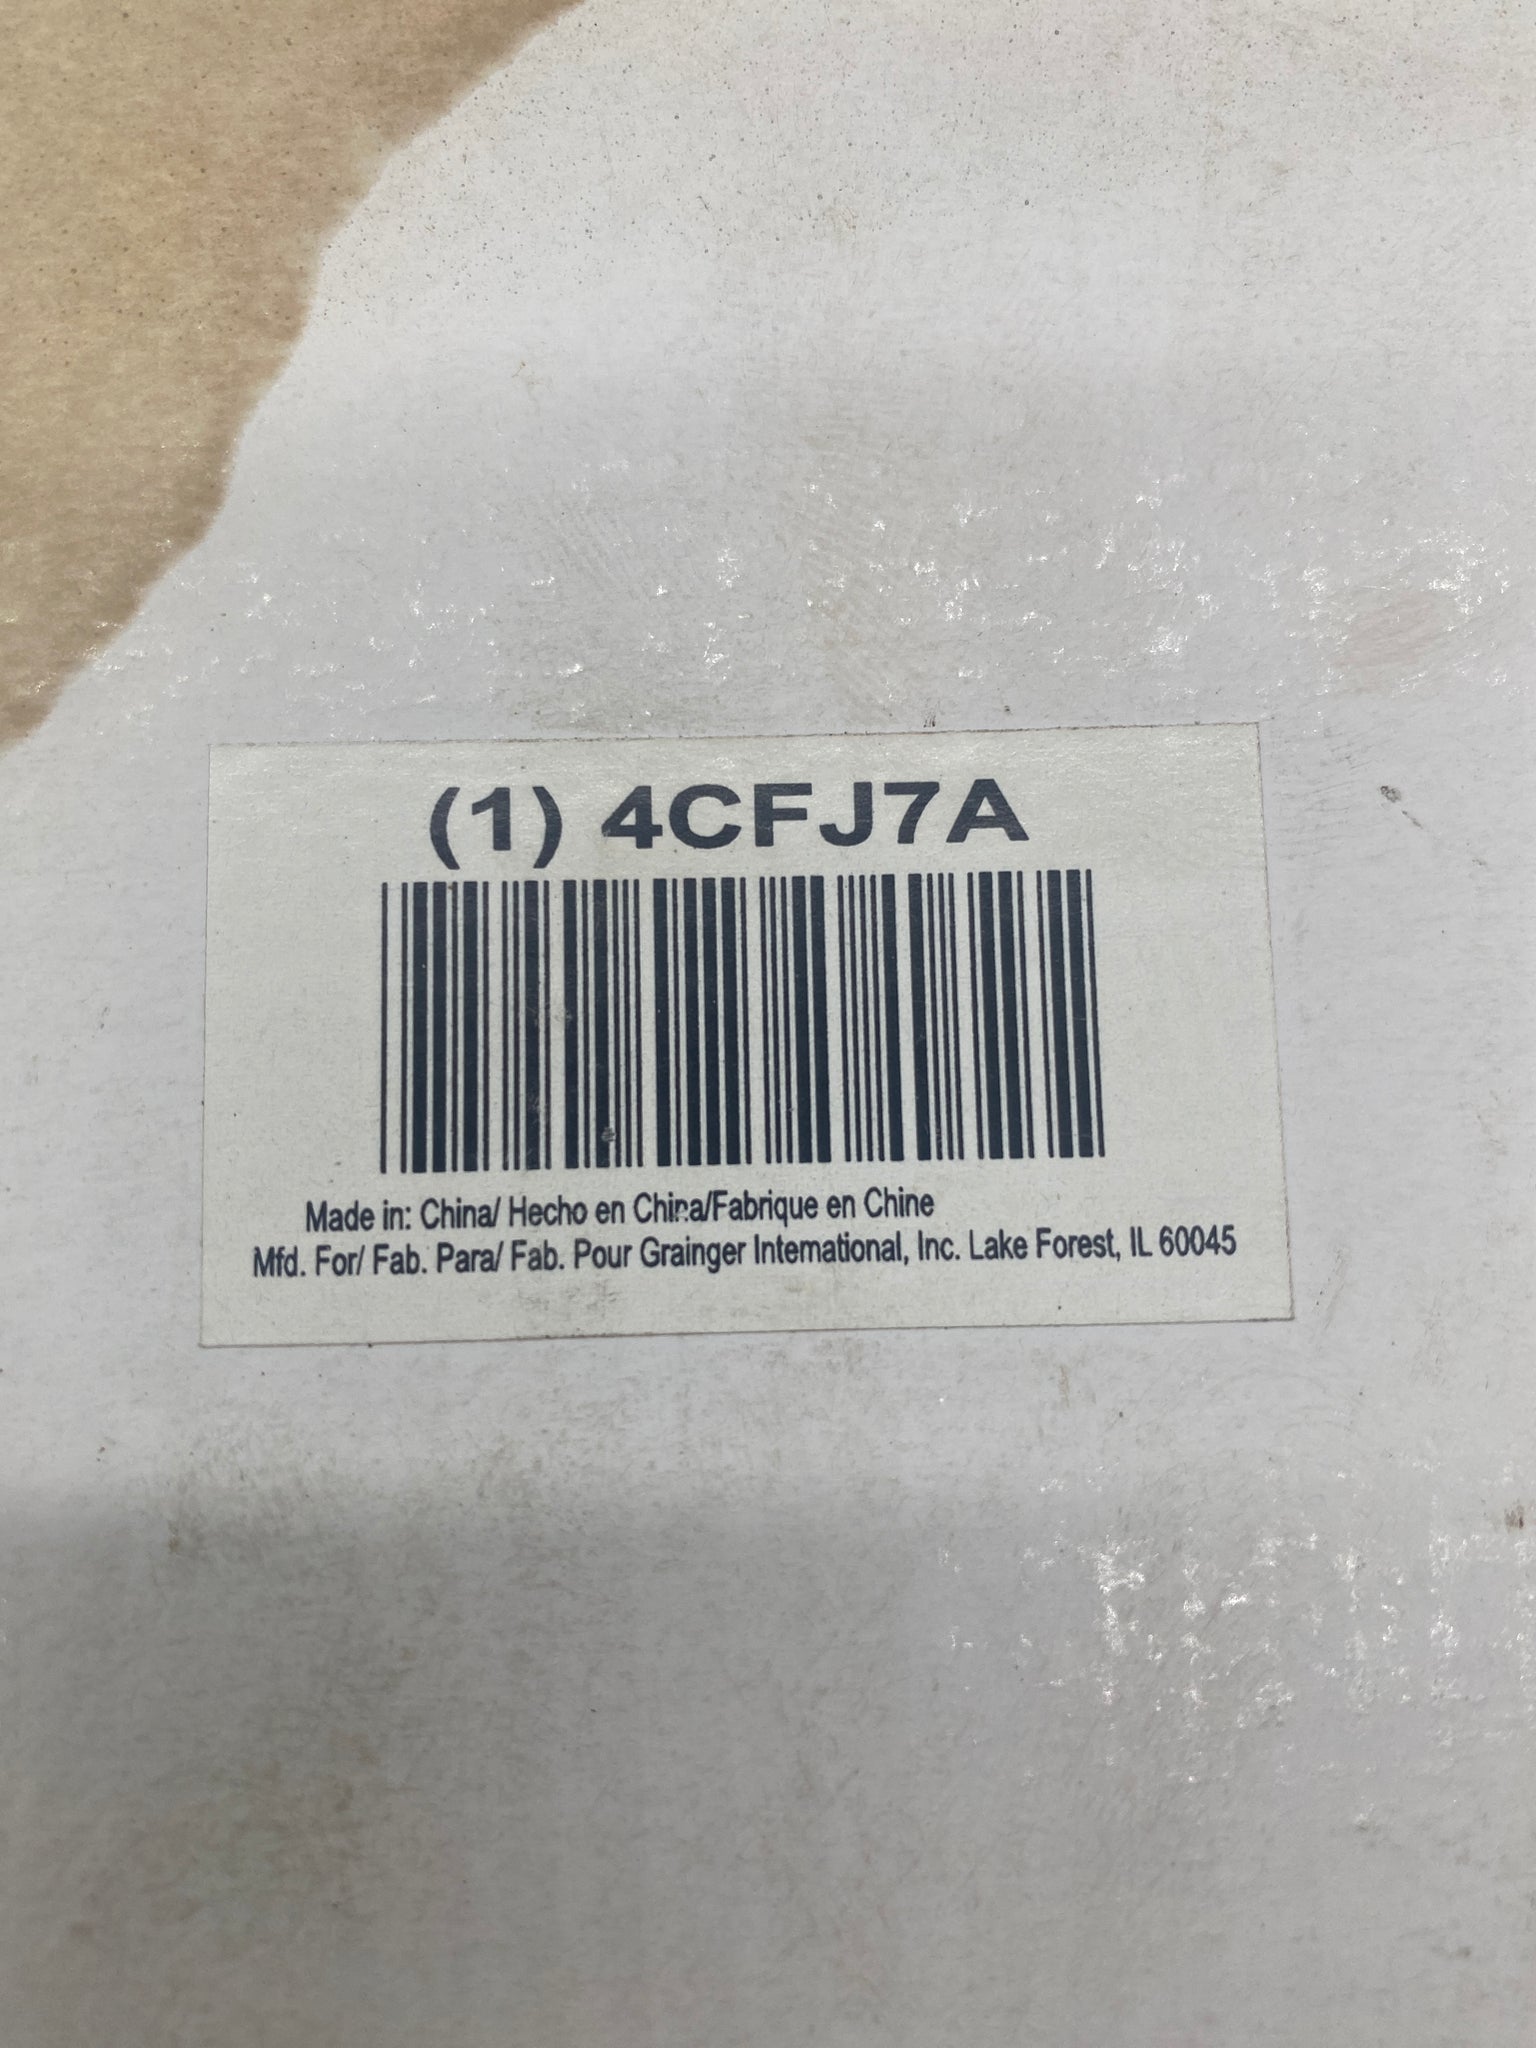 (1) 4CFJ7A
Made in: China/ Hecho en China/Fabrique en Chine
Mfd. For/ Fab. Para/ Fab. Pour Grainger International, Inc. Lake Forest, IL 60045